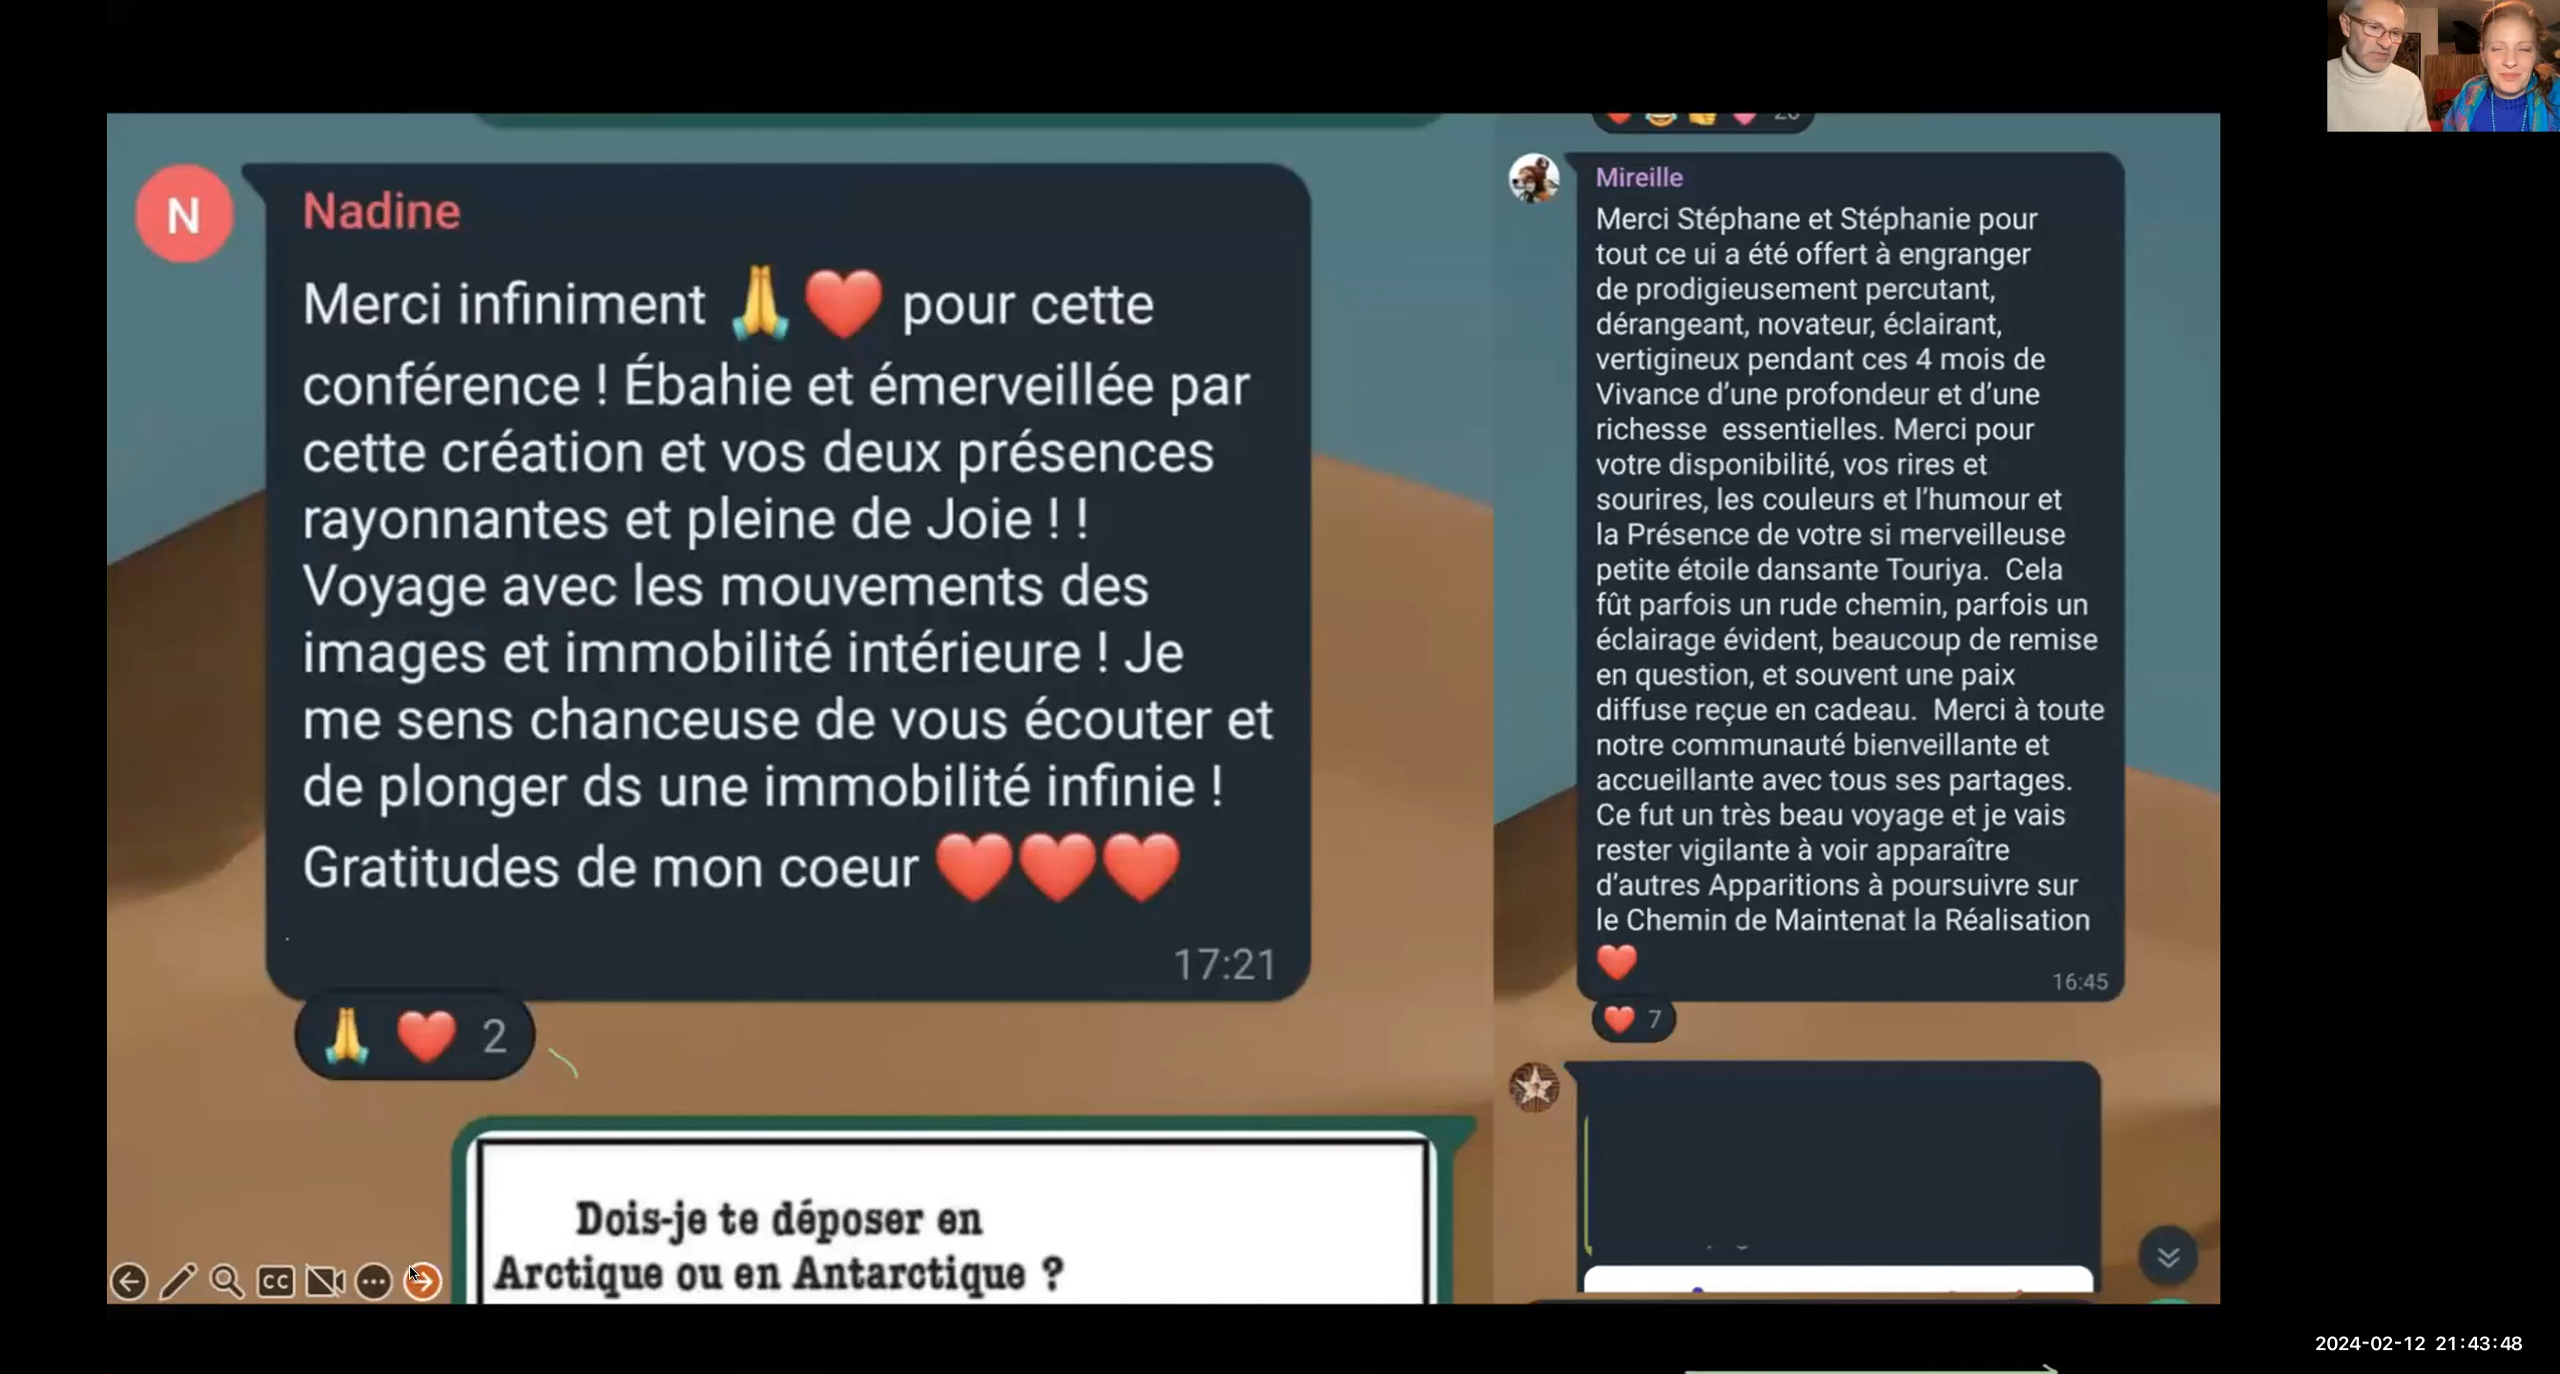 N
Nadine
Merci infiniment 🙏❤️ pour cette
conférence ! Ébahie et émerveillée par
cette création et vos deux présences
rayonnantes et pleine de Joie ! !
Voyage avec les mouvements des
images et immobilité intérieure ! Je
me sens chanceuse de vous écouter et
de plonger ds une immobilité infinie !
Gratitudes de mon coeur ❤️❤️❤️
17:21
🙏 ❤️ 2
Dois-je te déposer en
Arctique ou en Antarctique ?
CC
Mireille
Merci Stéphane et Stéphanie pour
tout ce ui a été offert à engranger
de prodigieusement percutant,
dérangeant, novateur, éclairant,
vertigineux pendant ces 4 mois de
Vivance d’une profondeur et d’une
richesse  essentielles. Merci pour
votre disponibilité, vos rires et
sourires, les couleurs et l’humour et
la Présence de votre si merveilleuse
petite étoile dansante Touriya.  Cela
fût parfois un rude chemin, parfois un
éclairage évident, beaucoup de remise
en question, et souvent une paix
diffuse reçue en cadeau.  Merci à toute
notre communauté bienveillante et
accueillante avec tous ses partages.
Ce fut un très beau voyage et je vais
rester vigilante à voir apparaître
d’autres Apparitions à poursuivre sur
le Chemin de Maintenat la Réalisation
❤️
16:45
❤️ 7
2024-02-12 21:43:48